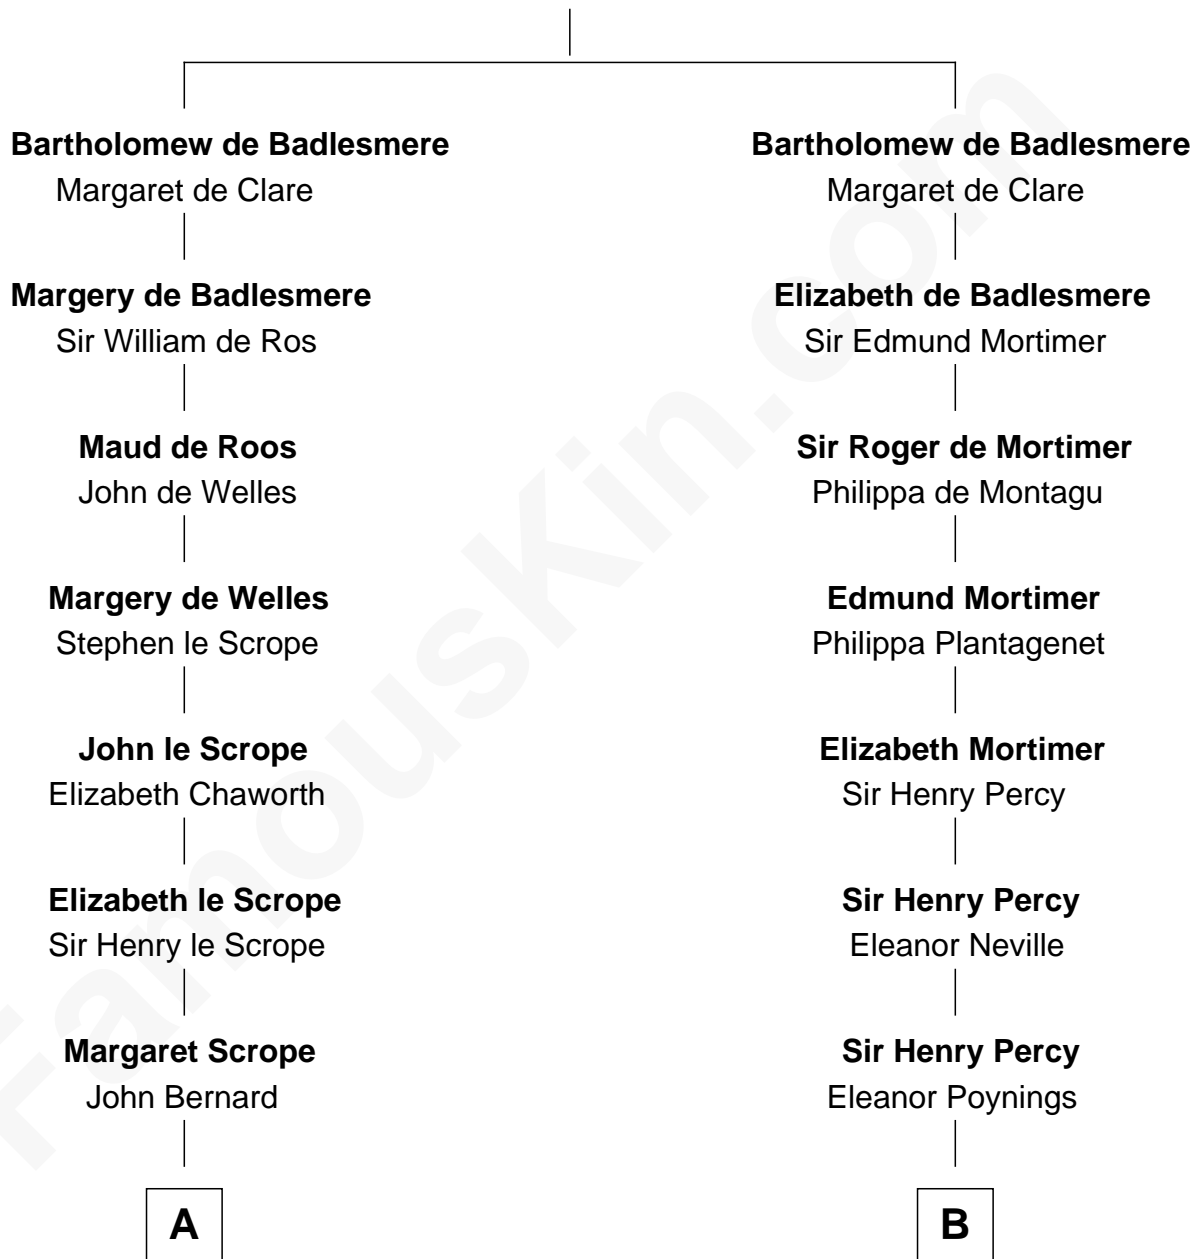 Bartholomew de Badlesmere
Margaret de Clare
Margery de Badlesmere
Sir William de Ros
Maud de Roos
John de Welles
Margery de Welles
Stephen le Scrope
John le Scrope
Elizabeth Chaworth
Elizabeth le Scrope
Sir Henry le Scrope
Margaret Scrope
John Bernard
A
Bartholomew de Badlesmere
Margaret de Clare
Elizabeth de Badlesmere
Sir Edmund Mortimer
Sir Roger de Mortimer
Philippa de Montagu
Edmund Mortimer
Philippa Plantagenet
Elizabeth Mortimer
Sir Henry Percy
Sir Henry Percy
Eleanor Neville
Sir Henry Percy
Eleanor Poynings
B
FamousKin.com